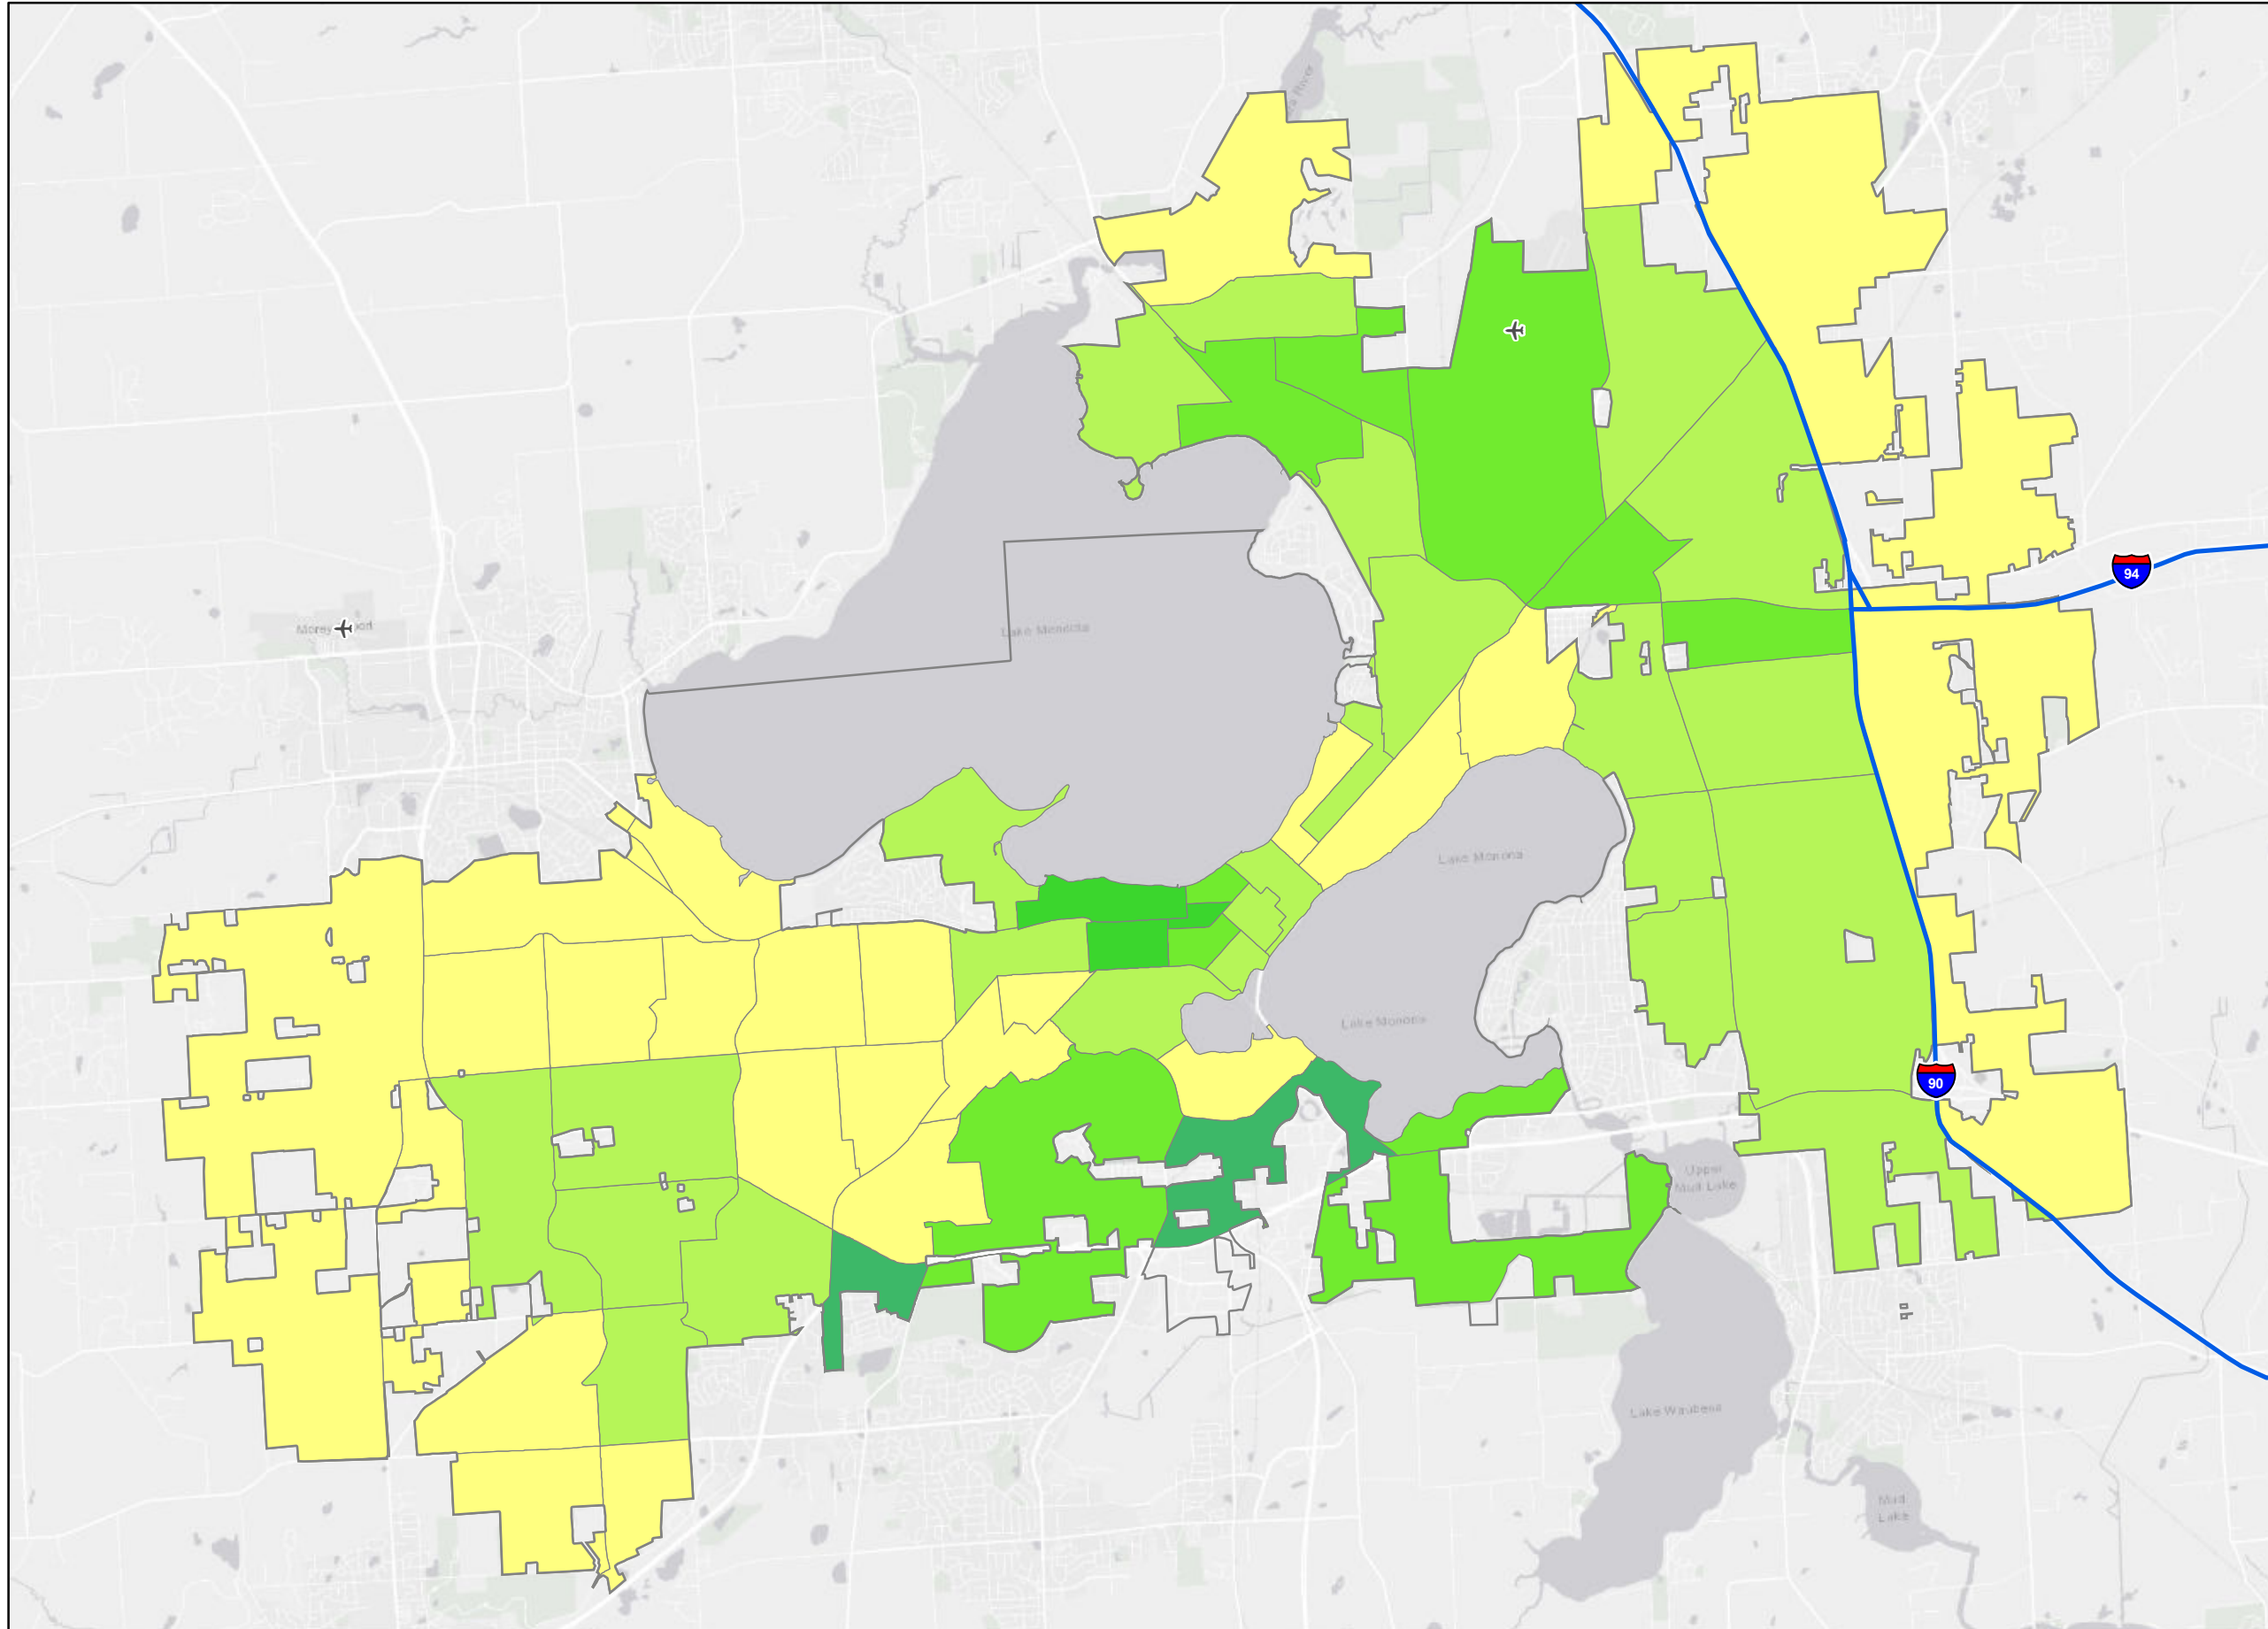 94
Lake Mendota
Lake Monona
Lake Monona
90
Upper
Mud Lake
Lake Waubesa
Mud
Lake